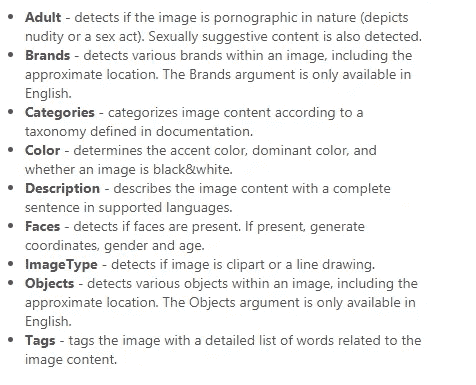 • Adult - detects if the image is pornographic in nature (depicts
nudity or a sex act). Sexually suggestive content is also detected.
• Brands - detects various brands within an image, including the
approximate location. The Brands argument is only available in
English.
• Categories - categorizes image content according to a
taxonomy defined in documentation.
• Color - determines the accent color, dominant color, and
whether an image is black&white.
• Description - describes the image content with a complete
sentence in supported languages.
• Faces - detects if faces are present. If present, generate
coordinates, gender and age.
• ImageType - detects if image is clipart or a line drawing.
• Objects - detects various objects within an image, including the
approximate location. The Objects argument is only available in
English.
• Tags - tags the image with a detailed list of words related to the
image content.